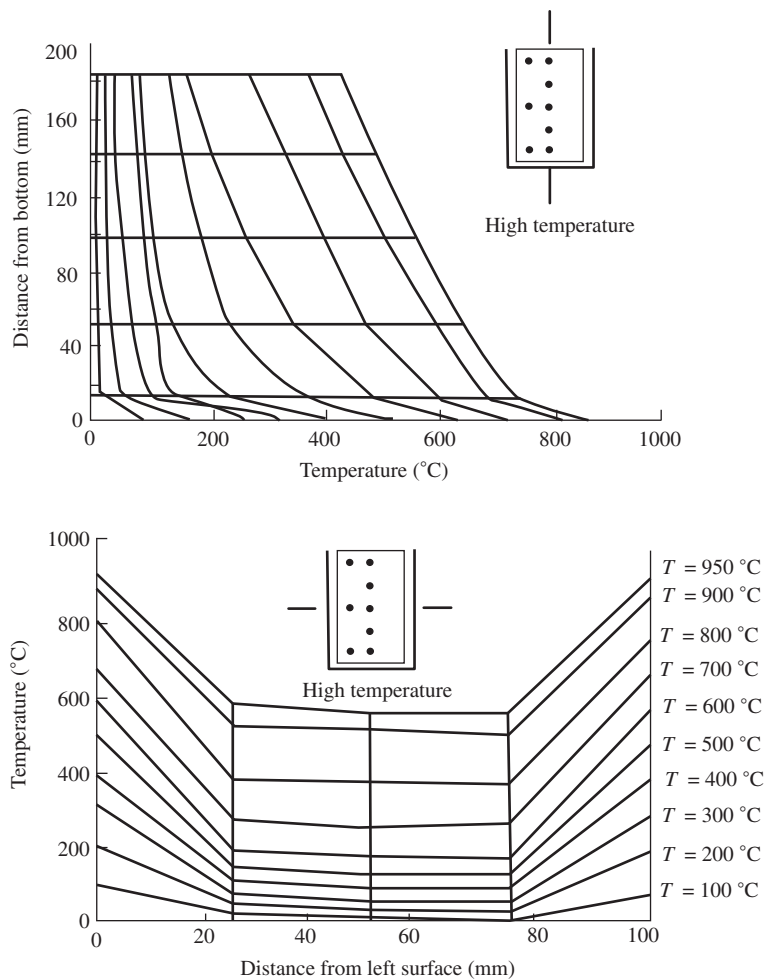 200
160
120
80
40
0
Distance from bottom (mm)
0 200 400 600 800 1000
Temperature (°C)
High temperature
1000
800
600
400
200
0
Temperature (°C)
High temperature
T = 950 °C
T = 900 °C
T = 800 °C
T = 700 °C
T = 600 °C
T = 500 °C
T = 400 °C
T = 300 °C
T = 200 °C
T = 100 °C
0 20 40 60 80 100
Distance from left surface (mm)